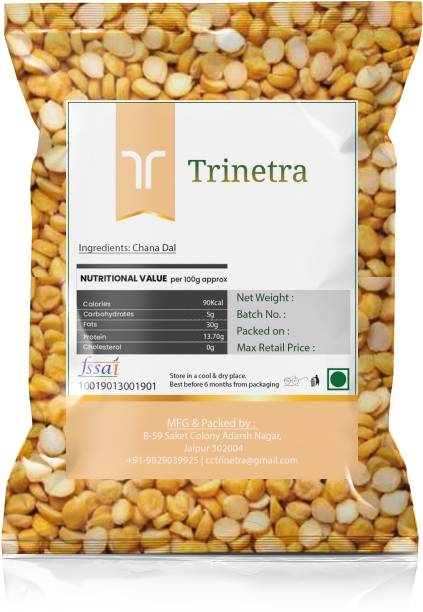 Trinetra
Ingredients: Chana Dal
NUTRITIONAL VALUE per 100g approx
Calories 90Kcal
Carbohydrates 5g
Fats 30g
Protein 13.70g
Cholesterol 0g
Net Weight :
Batch No. :
Packed on :
Max Retail Price :
fssai
10019013001901
Store in a cool & dry place.
Best before 6 months from packaging
MFG & Packed by :
B-59 Saket Colony Adarsh Nagar,
Jaipur 302004
+91-9829039925 | cctrinetra@gmail.com